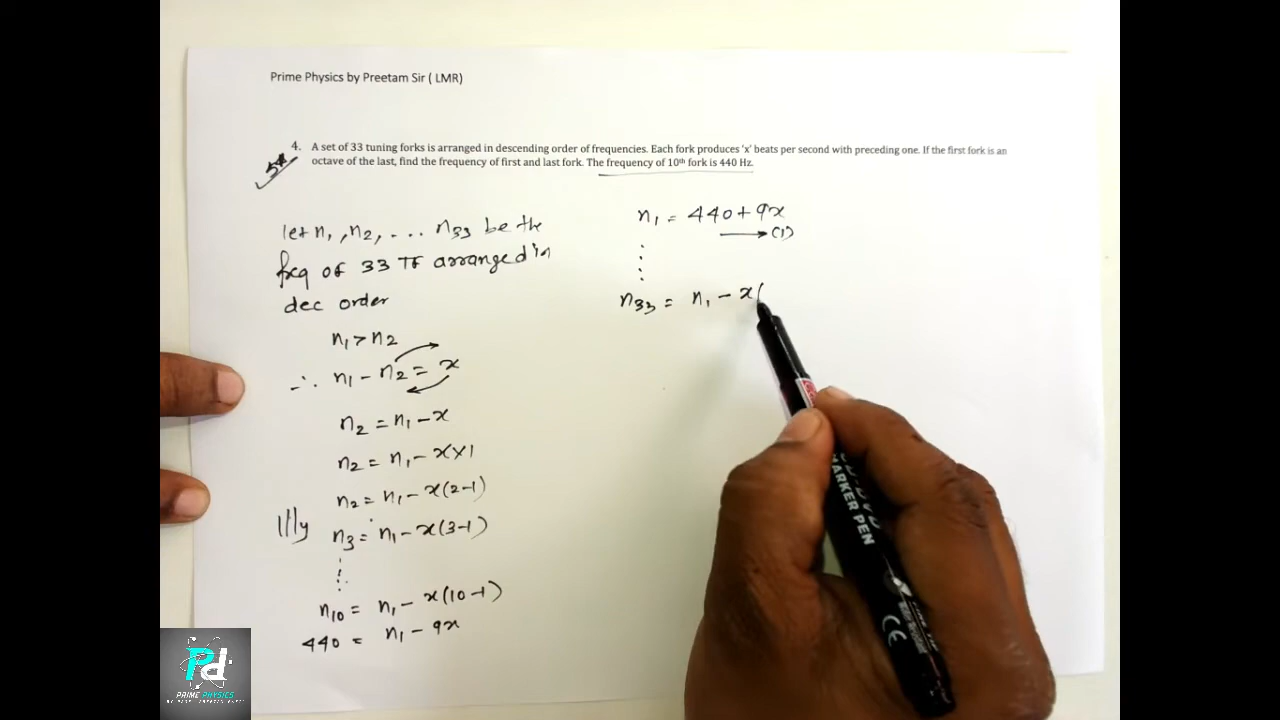 Prime Physics by Preetam Sir ( LMR)
4. A set of 33 tuning forks is arranged in descending order of frequencies. Each fork produces 'x' beats per second with preceding one. If the first fork is an
octave of the last, find the frequency of first and last fork. The frequency of 10th fork is 440 Hz.
let n₁, n₂, ... n₃₃ be the
freq of 33 TF arranged in
dec order
n₁ > n₂
∴ n₁ - n₂ = x
n₂ = n₁ - x
n₂ = n₁ - x × 1
n₂ = n₁ - x(2-1)
lllly n₃ = n₁ - x(3-1)
n₁₀ = n₁ - x(10-1)
440 = n₁ - 9x
n₁ = 440 + 9x
→ (1)
n₃₃ = n₁ - x(
MARKER PEN
CE
Pd
PRIME PHYSICS